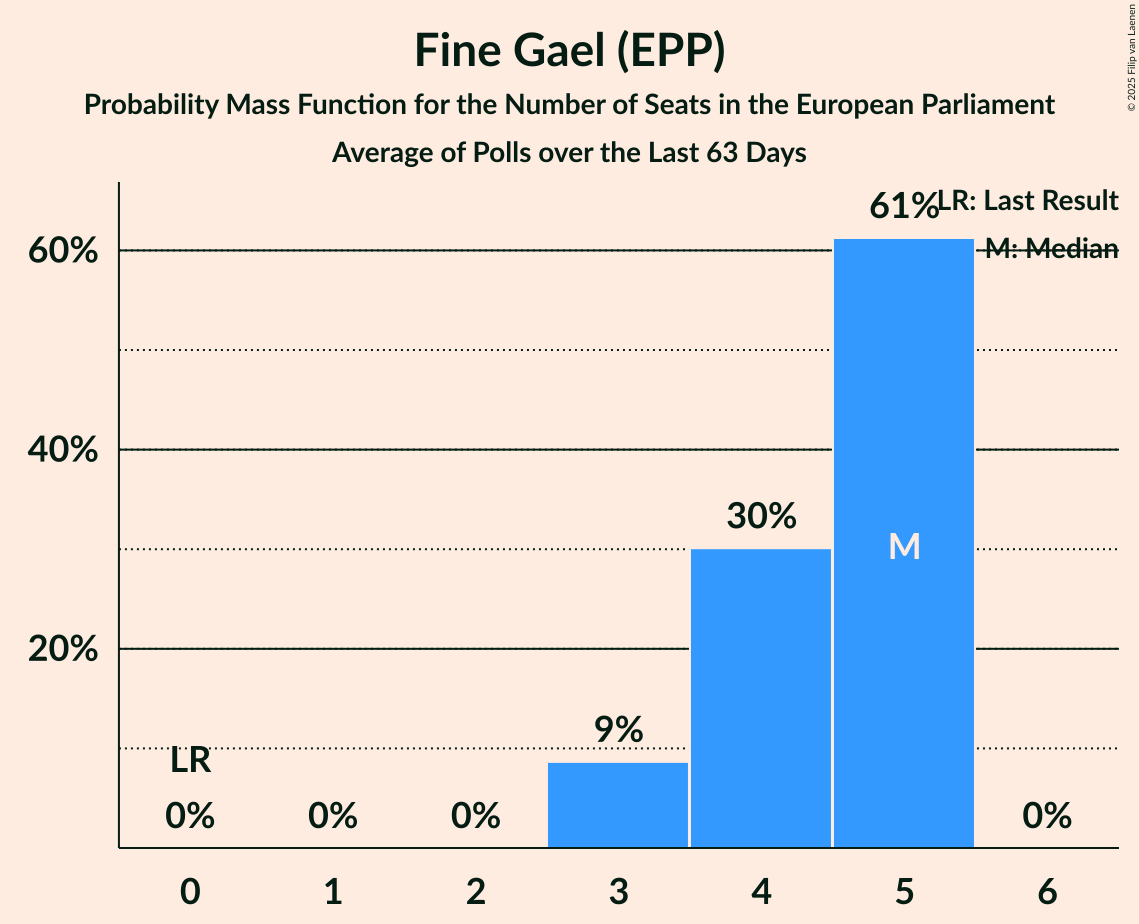 Fine Gael (EPP)
Probability Mass Function for the Number of Seats in the European Parliament
Average of Polls over the Last 63 Days
© 2025 Filip van Laenen
61%
LR: Last Result
M: Median
60%
40%
30%
M
20%
9%
LR
0%
0%
0%
0%
0 1 2 3 4 5 6